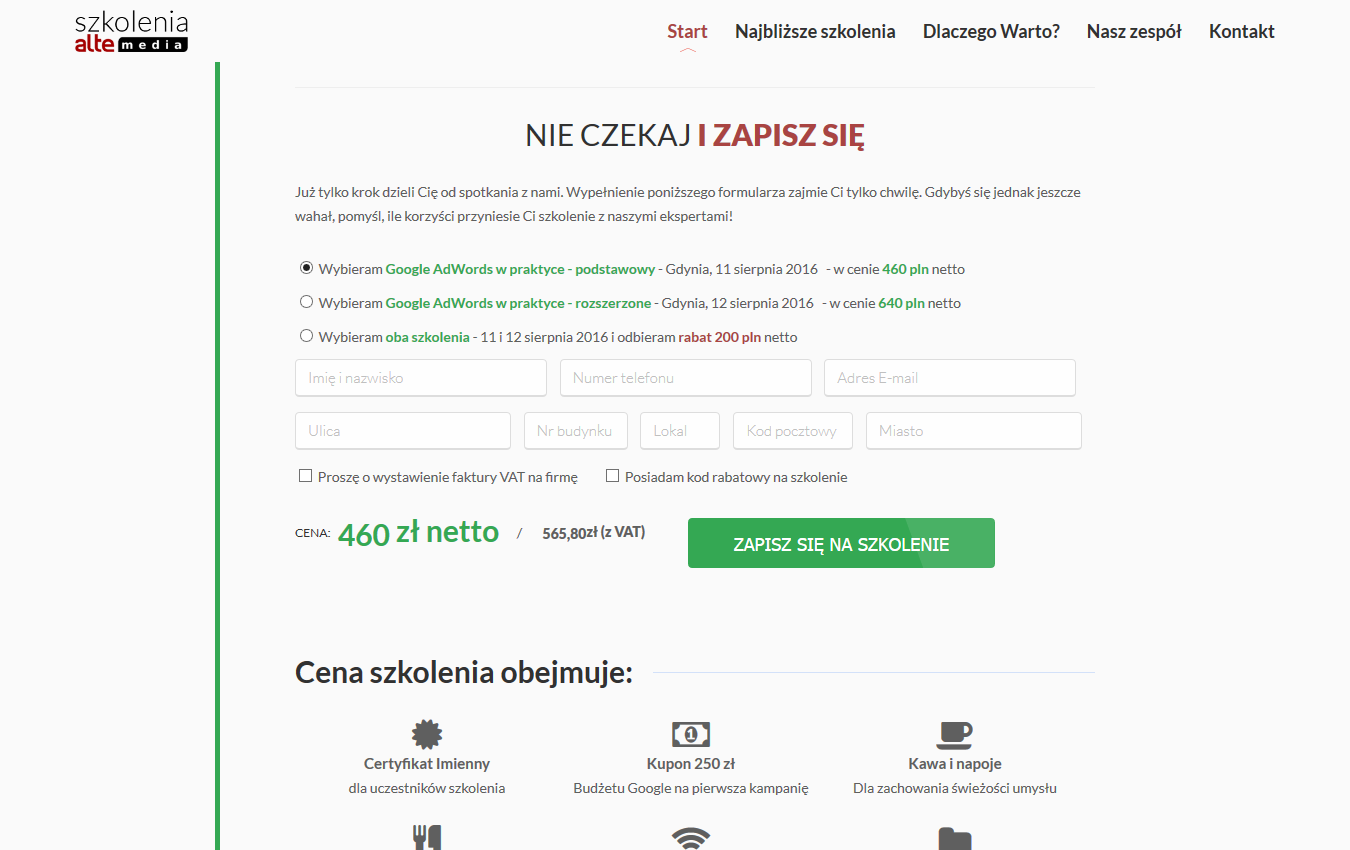 szkolenia
alte media
Start
Najbliższe szkolenia
Dlaczego Warto?
Nasz zespół
Kontakt
NIE CZEKAJ I ZAPISZ SIĘ
Już tylko krok dzieli Cię od spotkania z nami. Wypełnienie poniższego formularza zajmie Ci tylko chwilę. Gdybyś się jednak jeszcze
wahał, pomyśl, ile korzyści przyniesie Ci szkolenie z naszymi ekspertami!
Wybieram Google AdWords w praktyce - podstawowy - Gdynia, 11 sierpnia 2016 - w cenie 460 pln netto
Wybieram Google AdWords w praktyce - rozszerzone - Gdynia, 12 sierpnia 2016 - w cenie 640 pln netto
Wybieram oba szkolenia - 11 i 12 sierpnia 2016 i odbieram rabat 200 pln netto
Imię i nazwisko
Numer telefonu
Adres E-mail
Ulica
Nr budynku
Lokal
Kod pocztowy
Miasto
Proszę o wystawienie faktury VAT na firmę
Posiadam kod rabatowy na szkolenie
CENA: 460 zł netto / 565,80zł (z VAT)
ZAPISZ SIĘ NA SZKOLENIE
Cena szkolenia obejmuje:
Certyfikat Imienny
dla uczestników szkolenia
1
Kupon 250 zł
Budżetu Google na pierwsza kampanię
Kawa i napoje
Dla zachowania świeżości umysłu